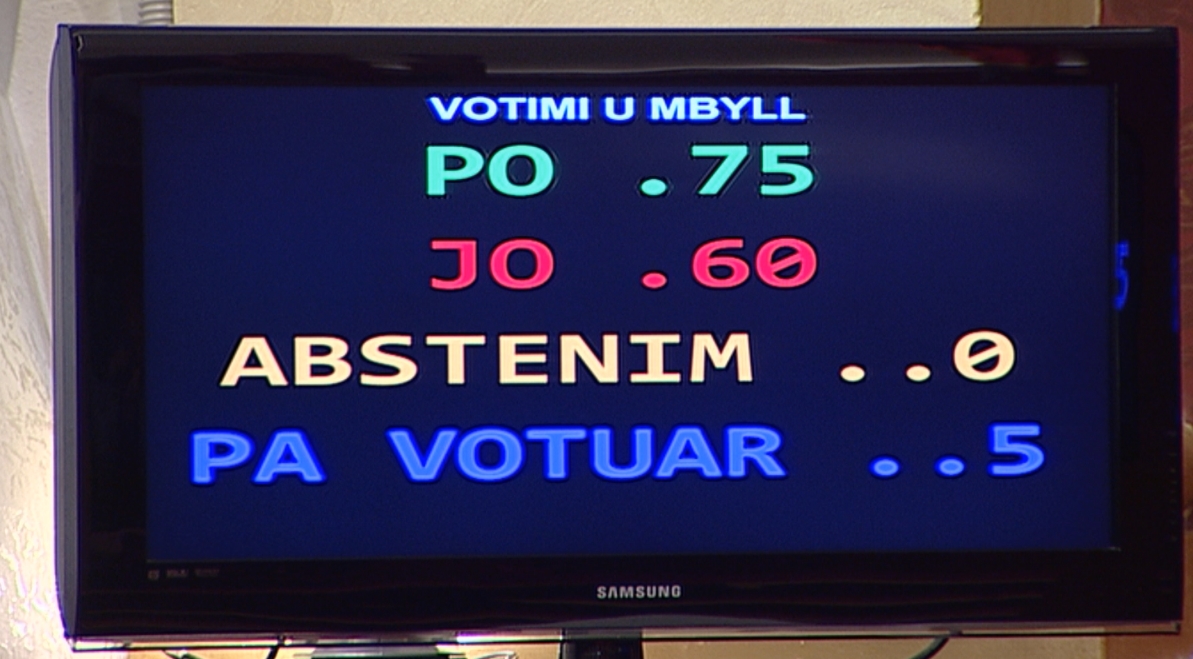 VOTIMI U MBYLL
PO .75
JO .60
ABSTENIM ..0
PA VOTUAR ..5
SAMSUNG